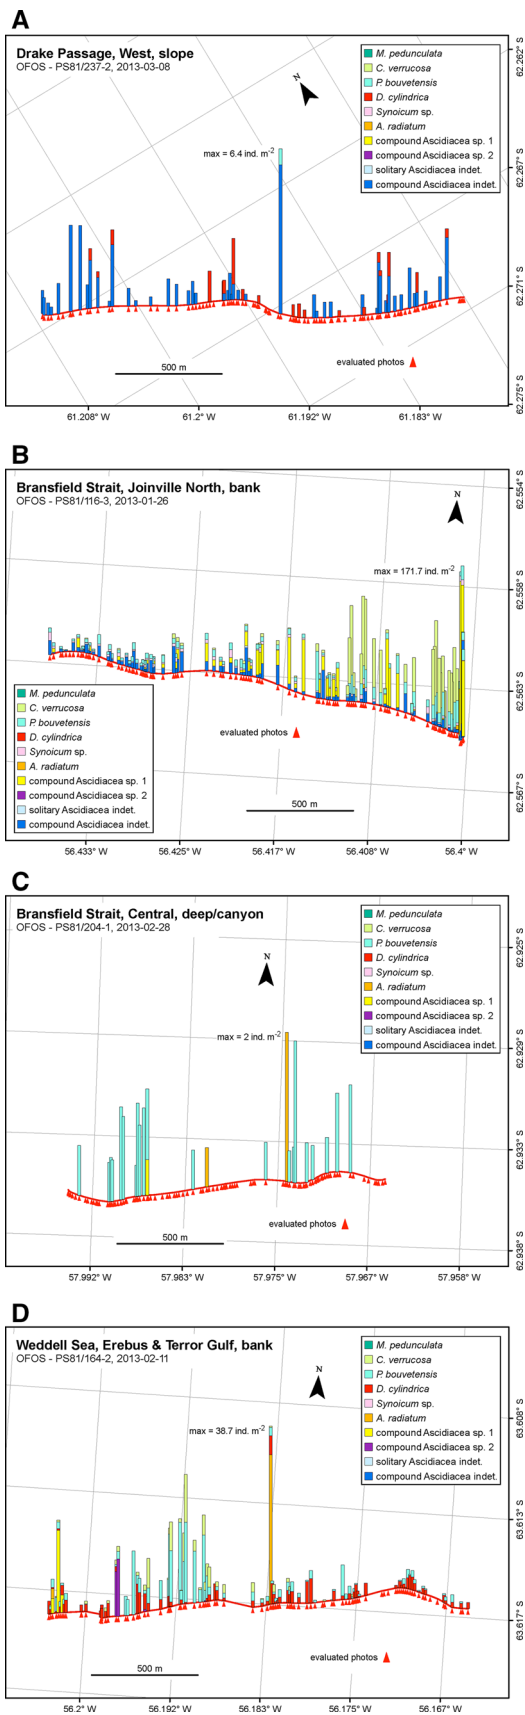 A
Drake Passage, West, slope
OFOS - PS81/237-2, 2013-03-08
N
max = 6.4 ind. m-2
M. pedunculata
C. verrucosa
P. bouvetensis
D. cylindrica
Synoicum sp.
A. radiatum
compound Ascidiacea sp. 1
compound Ascidiacea sp. 2
solitary Ascidiacea indet.
compound Ascidiacea indet.
500 m
evaluated photos
62.262° S
62.267° S
62.271° S
62.275° S
61.208° W
61.2° W
61.192° W
61.183° W
B
Bransfield Strait, Joinville North, bank
OFOS - PS81/116-3, 2013-01-26
N
max = 171.7 ind. m-2
M. pedunculata
C. verrucosa
P. bouvetensis
D. cylindrica
Synoicum sp.
A. radiatum
compound Ascidiacea sp. 1
compound Ascidiacea sp. 2
solitary Ascidiacea indet.
compound Ascidiacea indet.
evaluated photos
500 m
62.554° S
62.558° S
62.563° S
62.567° S
56.433° W
56.425° W
56.417° W
56.408° W
56.4° W
C
Bransfield Strait, Central, deep/canyon
OFOS - PS81/204-1, 2013-02-28
N
max = 2 ind. m-2
M. pedunculata
C. verrucosa
P. bouvetensis
D. cylindrica
Synoicum sp.
A. radiatum
compound Ascidiacea sp. 1
compound Ascidiacea sp. 2
solitary Ascidiacea indet.
compound Ascidiacea indet.
evaluated photos
500 m
62.925° S
62.929° S
62.933° S
62.938° S
57.992° W
57.983° W
57.975° W
57.967° W
57.958° W
D
Weddell Sea, Erebus & Terror Gulf, bank
OFOS - PS81/164-2, 2013-02-11
N
max = 38.7 ind. m-2
M. pedunculata
C. verrucosa
P. bouvetensis
D. cylindrica
Synoicum sp.
A. radiatum
compound Ascidiacea sp. 1
compound Ascidiacea sp. 2
solitary Ascidiacea indet.
compound Ascidiacea indet.
evaluated photos
500 m
63.608° S
63.613° S
63.617° S
56.2° W
56.192° W
56.183° W
56.175° W
56.167° W